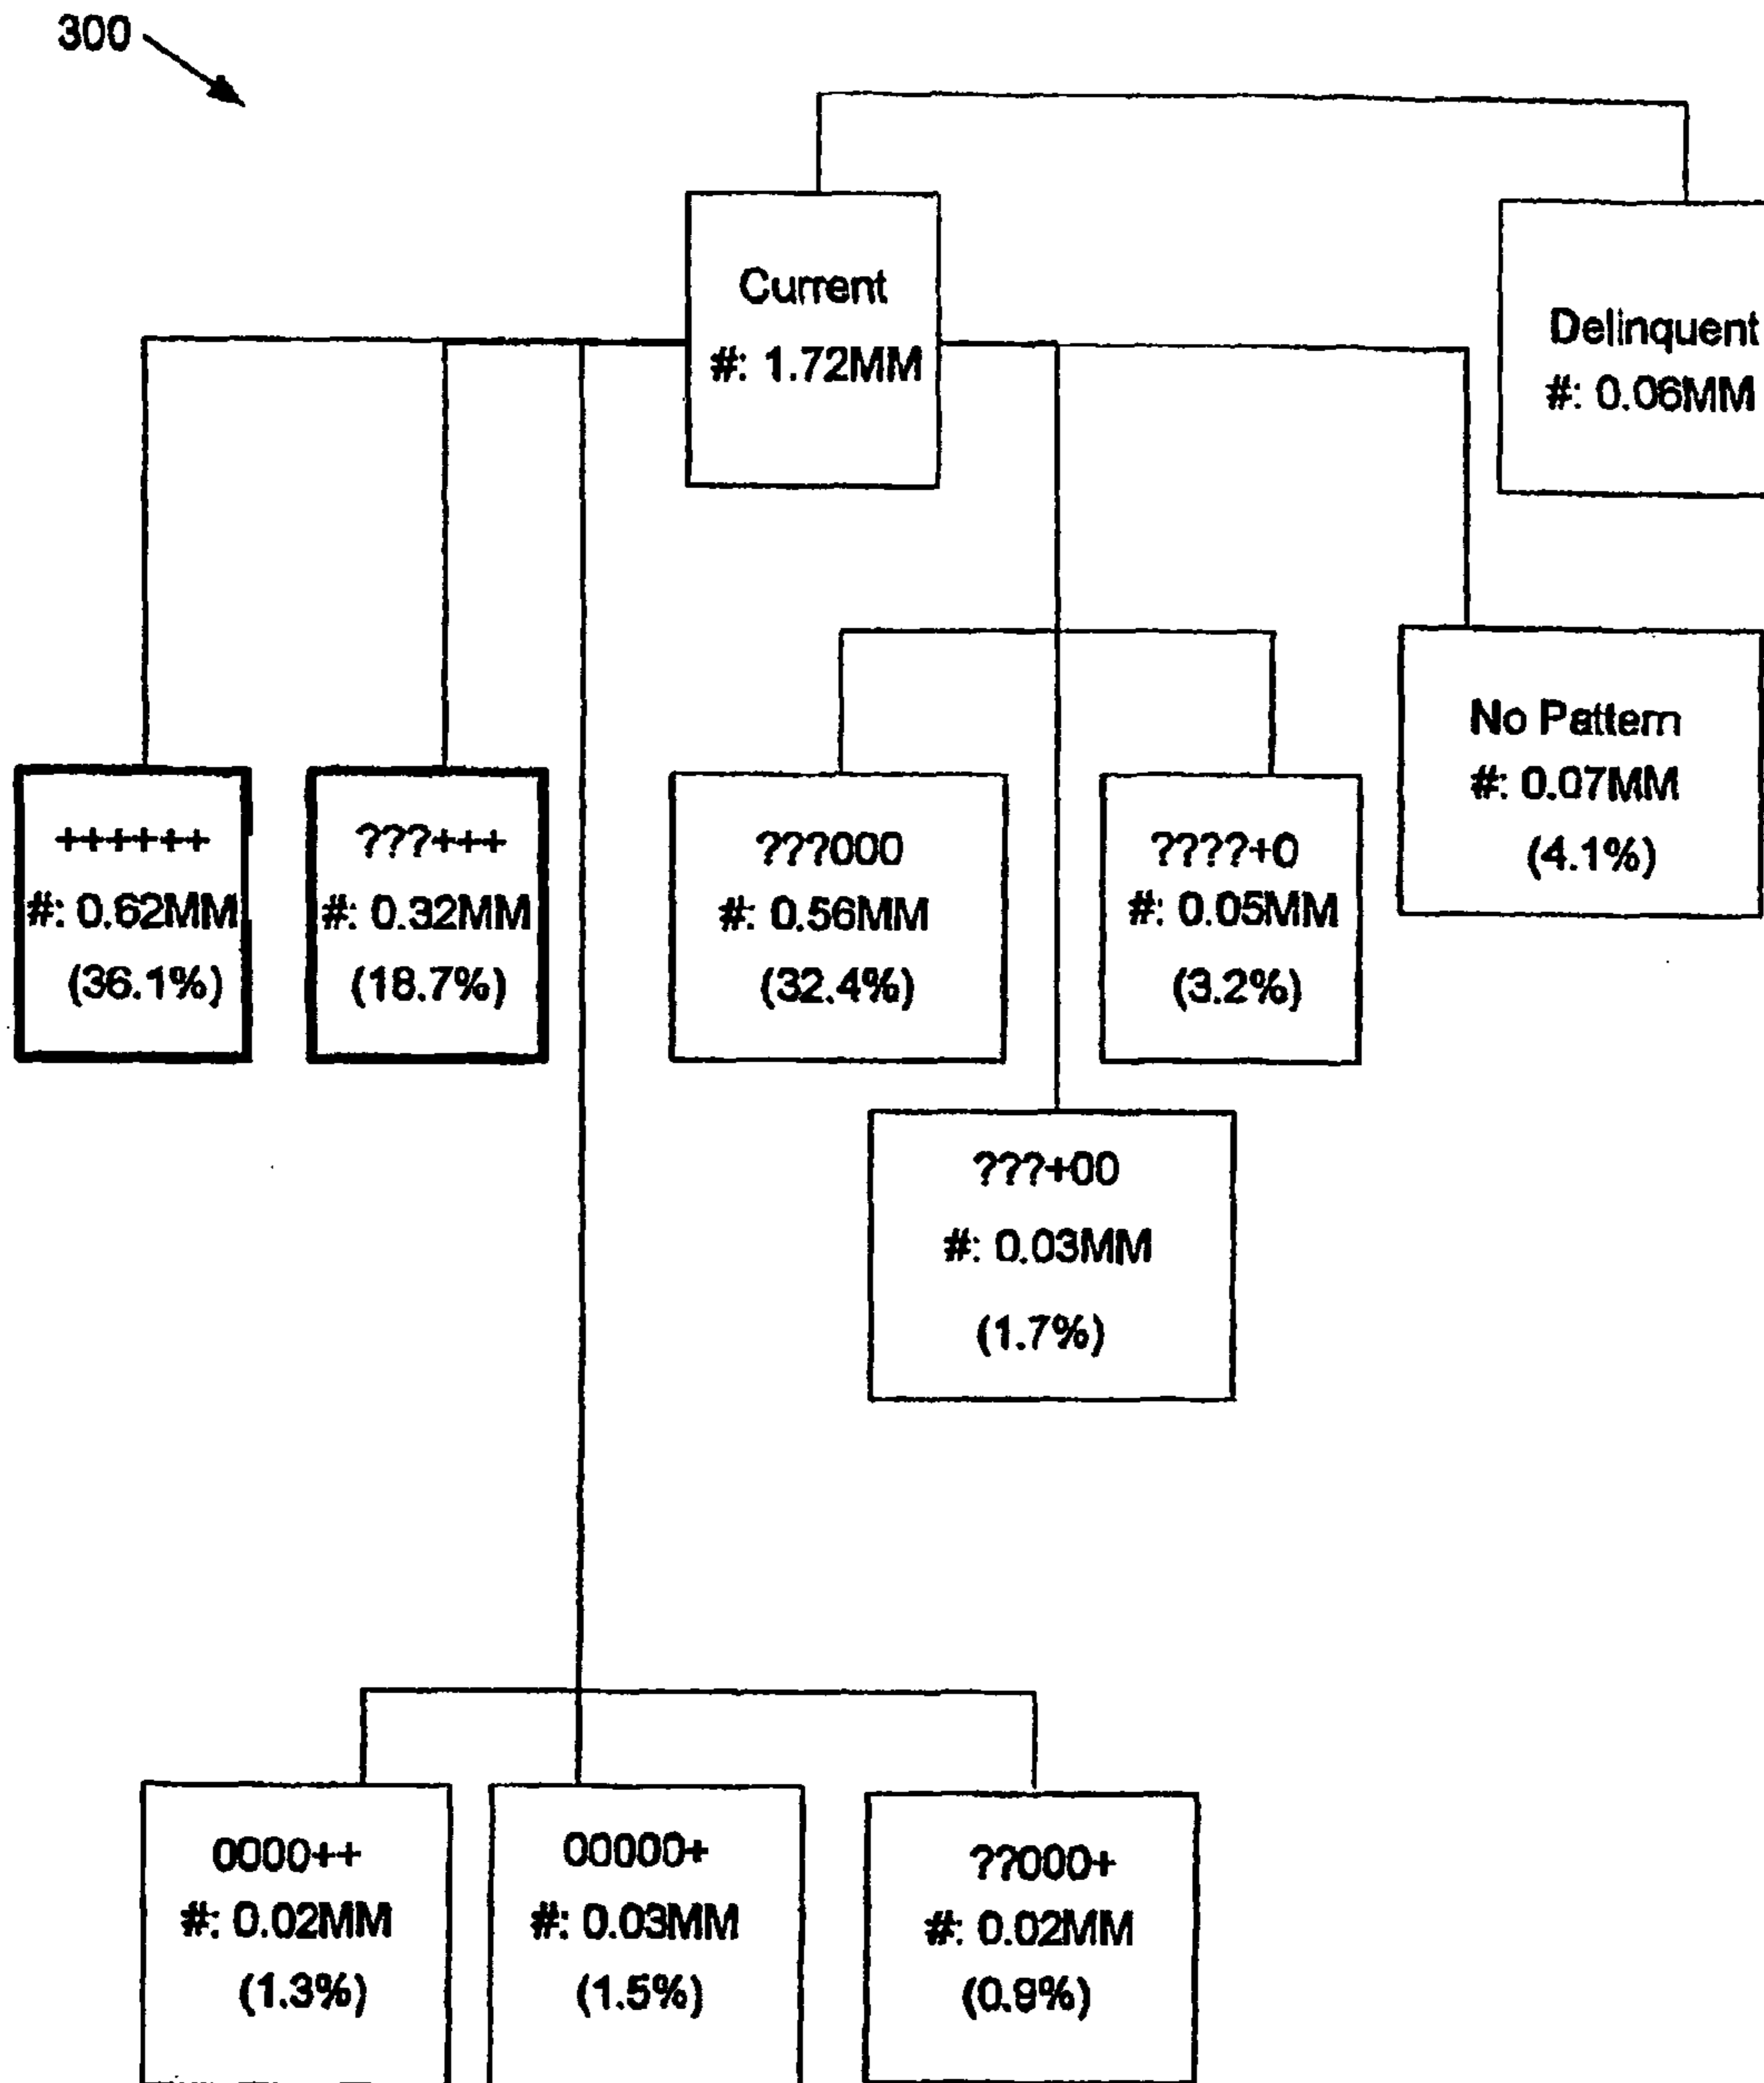 300
Current
#: 1.72MM
Delinquent
#: 0.06MM
No Pattern
#: 0.07MM
(4.1%)
++++++
#: 0.62MM
(36.1%)
???+++
#: 0.32MM
(18.7%)
???000
#: 0.56MM
(32.4%)
????+0
#: 0.05MM
(3.2%)
???+00
#: 0.03MM
(1.7%)
0000++
#: 0.02MM
(1.3%)
00000+
#: 0.03MM
(1.5%)
??000+
#: 0.02MM
(0.9%)